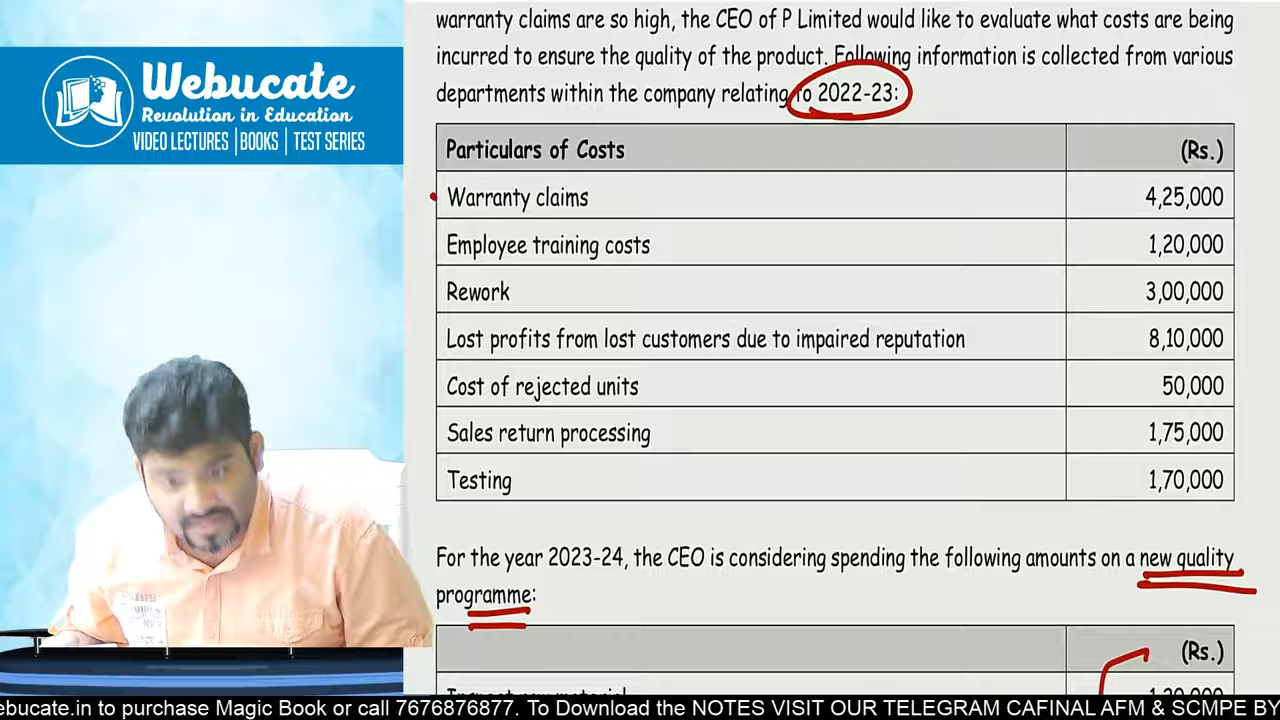 warranty claims are so high, the CEO of P Limited would like to evaluate what costs are being
incurred to ensure the quality of the product. Following information is collected from various
departments within the company relating to 2022-23:
Webucate
Revolution in Education
VIDEO LECTURES | BOOKS | TEST SERIES
Particulars of Costs (Rs.)
Warranty claims 4,25,000
Employee training costs 1,20,000
Rework 3,00,000
Lost profits from lost customers due to impaired reputation 8,10,000
Cost of rejected units 50,000
Sales return processing 1,75,000
Testing 1,70,000
For the year 2023-24, the CEO is considering spending the following amounts on a new quality
programme:
(Rs.)
ebucate.in to purchase Magic Book or call 7676876877. To Download the NOTES VISIT OUR TELEGRAM CAFINAL AFM & SCMPE BY